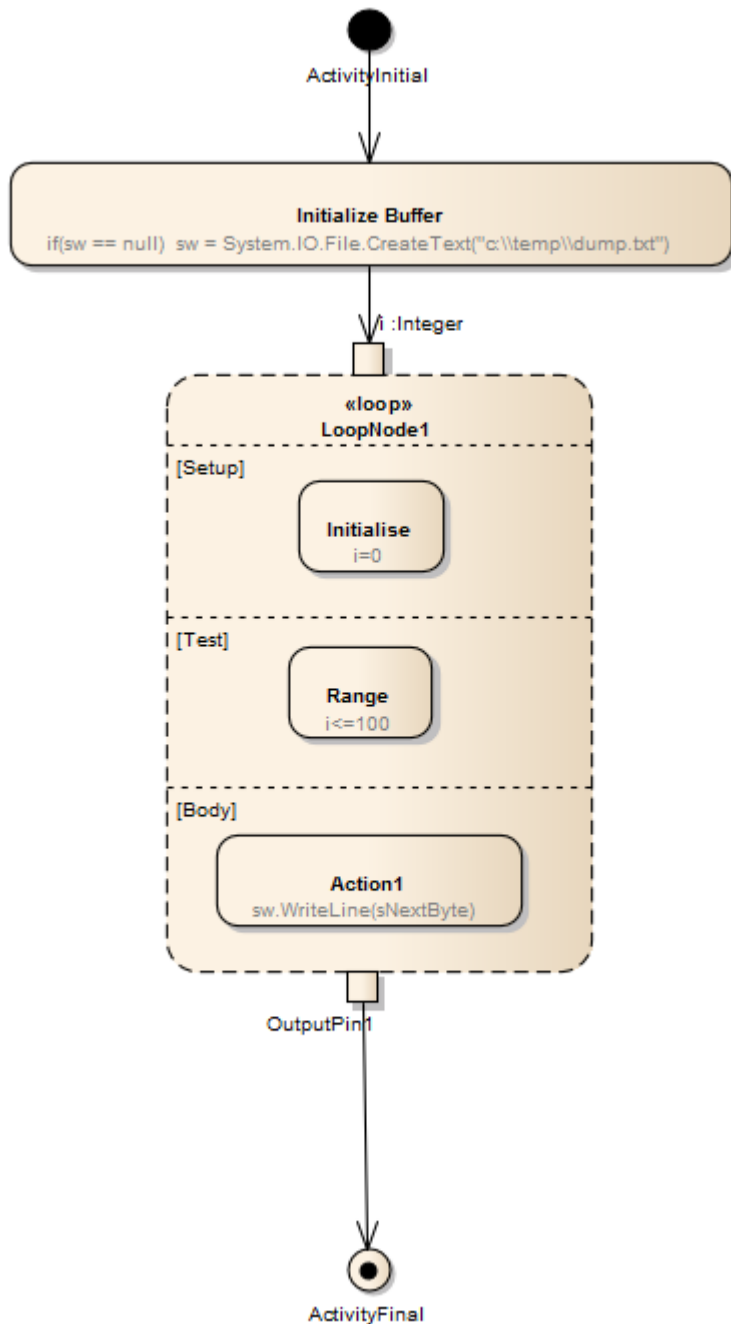 ActivityInitial
Initialize Buffer
if(sw == null)  sw = System.IO.File.CreateText("c:\\temp\\dump.txt")
i :Integer
«loop»
LoopNode1
[Setup]
Initialise
i=0
[Test]
Range
i<=100
[Body]
Action1
sw.WriteLine(sNextByte)
OutputPin1
ActivityFinal